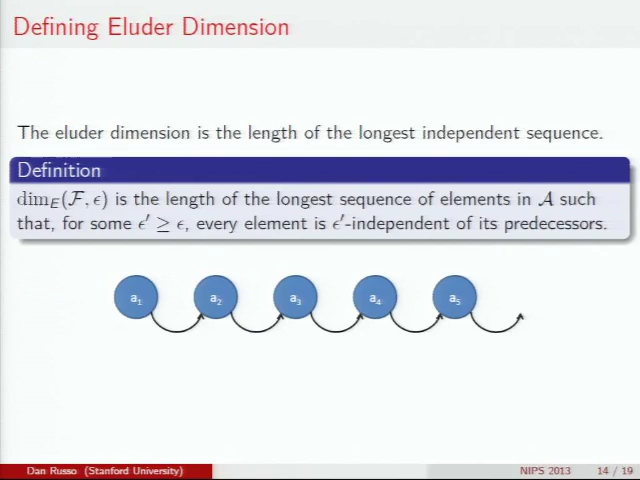 Defining Eluder Dimension
The eluder dimension is the length of the longest independent sequence.
Definition
dim_E(𝓕, ϵ) is the length of the longest sequence of elements in 𝒜 such
that, for some ϵ′ ≥ ϵ, every element is ϵ′-independent of its predecessors.
a₁ a₂ a₃ a₄ a₅
Dan Russo (Stanford University) NIPS 2013 14 / 19